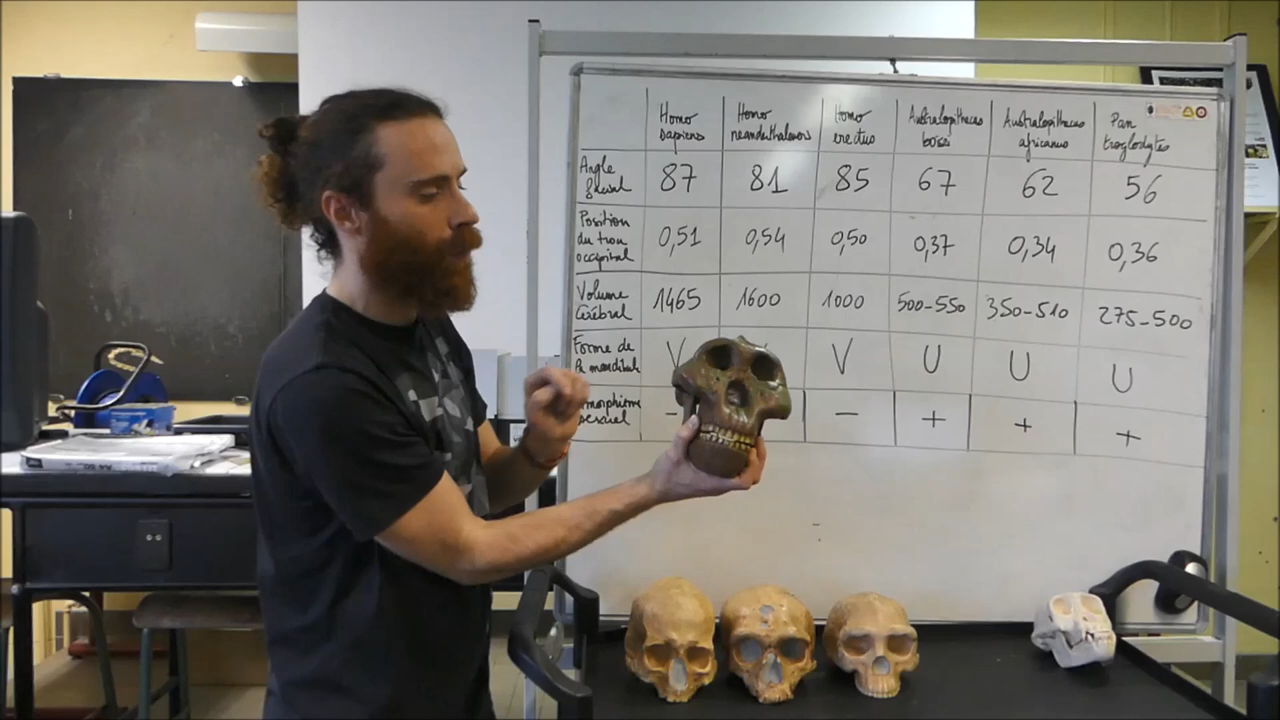 Homo Homo Homo Australopithecus Australopithecus Pan
sapiens neanderthalensis erectus boisei africanus troglodytes
Angle facial 87 81 85 67 62 56
Position
du trou
occipital 0,51 0,54 0,50 0,37 0,34 0,36
Volume
Cérébral 1465 1600 1000 500-550 350-510 275-500
Forme de
la mandibule V V U U U
sexuel - - + + +